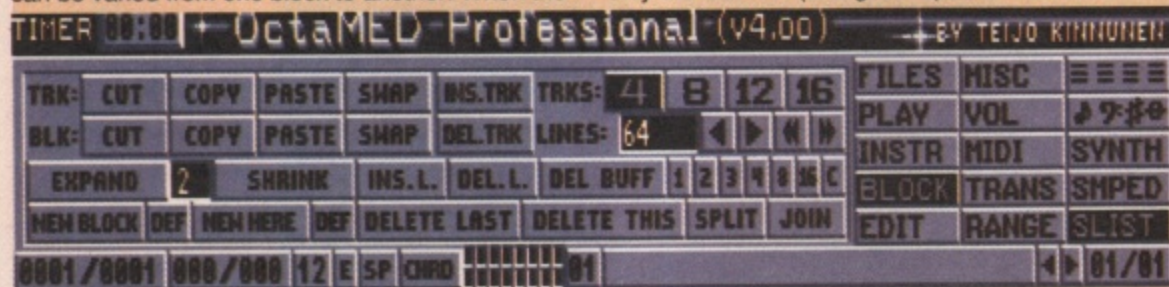 TIMER 00:00 OctaMED Professional (v4.00) BY TEIJO KINNUNEN
TRK: CUT COPY PASTE SWAP INS.TRK TRKS: 4 8 12 16 FILES MISC
BLK: CUT COPY PASTE SWAP DEL.TRK LINES: 64 PLAY VOL
EXPAND 2 SHRINK INS.L. DEL.L. DEL BUFF 1 2 3 4 8 16 C INSTR MIDI SYNTH
BLOCK TRANS SMPED
NEW BLOCK DEF NEW HERE DEF DELETE LAST DELETE THIS SPLIT JOIN EDIT RANGE SLIST
0001/0001 000/000 12 E SP CHRD 01 01/01